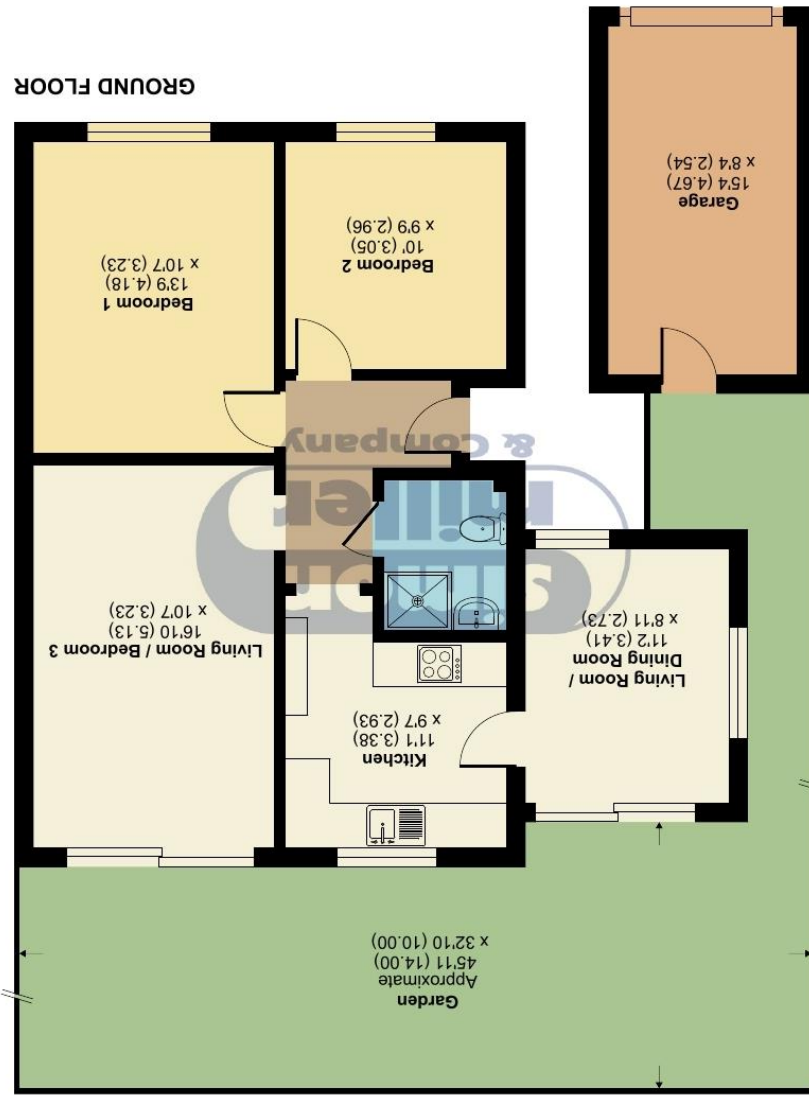 Garden
Approximate
45'11 (14.00)
x 32'10 (10.00)
Living Room /
Dining Room
11'2 (3.41)
x 8'11 (2.73)
Kitchen
11'1 (3.38)
x 9'7 (2.93)
Living Room / Bedroom 3
16'10 (5.13)
x 10'7 (3.23)
simon
miller
& Company
Garage
15'4 (4.67)
x 8'4 (2.54)
Bedroom 2
10' (3.05)
x 9'9 (2.96)
Bedroom 1
13'9 (4.18)
x 10'7 (3.23)
GROUND FLOOR